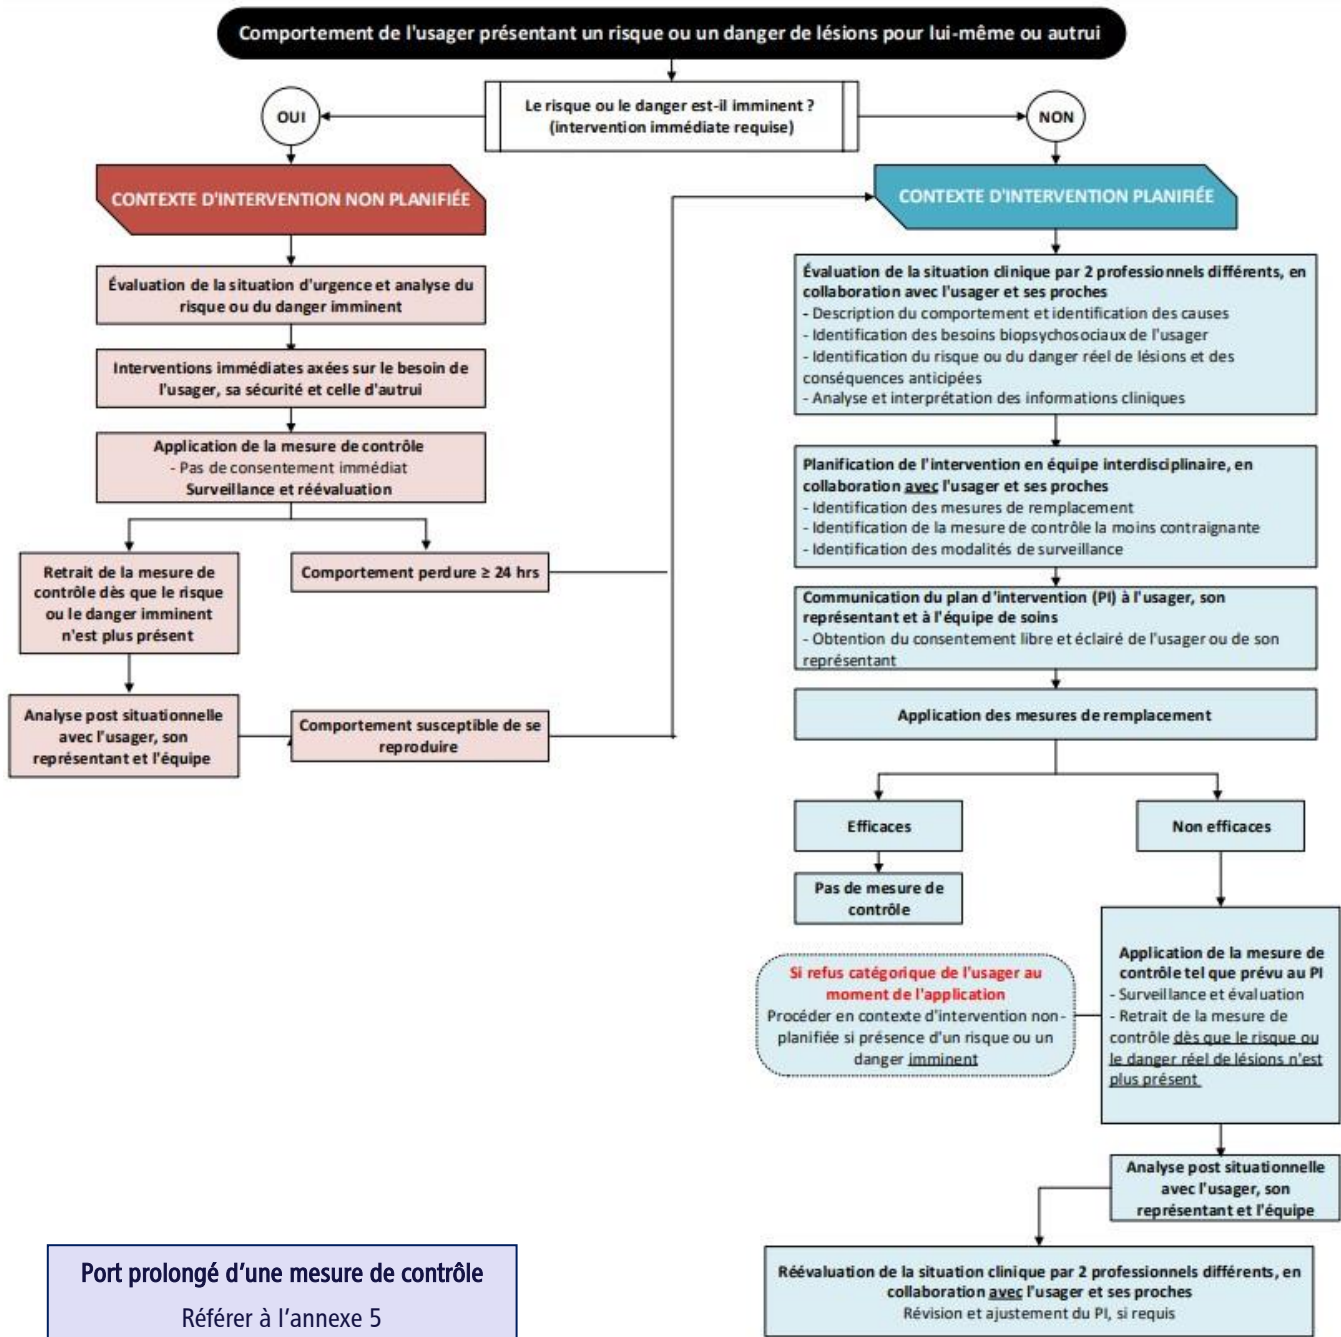 Comportement de l'usager présentant un risque ou un danger de lésions pour lui-même ou autrui
Le risque ou le danger est-il imminent ?
(intervention immédiate requise)
OUI
NON
CONTEXTE D'INTERVENTION NON PLANIFIÉE
Évaluation de la situation d'urgence et analyse du
risque ou du danger imminent
Interventions immédiates axées sur le besoin de
l'usager, sa sécurité et celle d'autrui
Application de la mesure de contrôle
- Pas de consentement immédiat
Surveillance et réévaluation
Retrait de la mesure de
contrôle dès que le risque
ou le danger imminent
n'est plus présent
Comportement perdure ≥ 24 hrs
Analyse post situationnelle
avec l'usager, son
représentant et l'équipe
Comportement susceptible de se
reproduire
CONTEXTE D'INTERVENTION PLANIFIÉE
Évaluation de la situation clinique par 2 professionnels différents, en
collaboration avec l'usager et ses proches
- Description du comportement et identification des causes
- Identification des besoins biopsychosociaux de l'usager
- Identification du risque ou du danger réel de lésions et des
conséquences anticipées
- Analyse et interprétation des informations cliniques
Planification de l'intervention en équipe interdisciplinaire, en
collaboration avec l'usager et ses proches
- Identification des mesures de remplacement
- Identification de la mesure de contrôle la moins contraignante
- Identification des modalités de surveillance
Communication du plan d'intervention (PI) à l'usager, son
représentant et à l'équipe de soins
- Obtention du consentement libre et éclairé de l'usager ou de son
représentant
Application des mesures de remplacement
Efficaces
Non efficaces
Pas de mesure de
contrôle
Si refus catégorique de l'usager au
moment de l'application
Procéder en contexte d'intervention non-
planifiée si présence d'un risque ou un
danger imminent
Application de la mesure de
contrôle tel que prévu au PI
- Surveillance et évaluation
- Retrait de la mesure de
contrôle dès que le risque ou
le danger réel de lésions n'est
plus présent
Analyse post situationnelle
avec l'usager, son
représentant et l'équipe
Réévaluation de la situation clinique par 2 professionnels différents, en
collaboration avec l'usager et ses proches
Révision et ajustement du PI, si requis
Port prolongé d'une mesure de contrôle
Référer à l'annexe 5